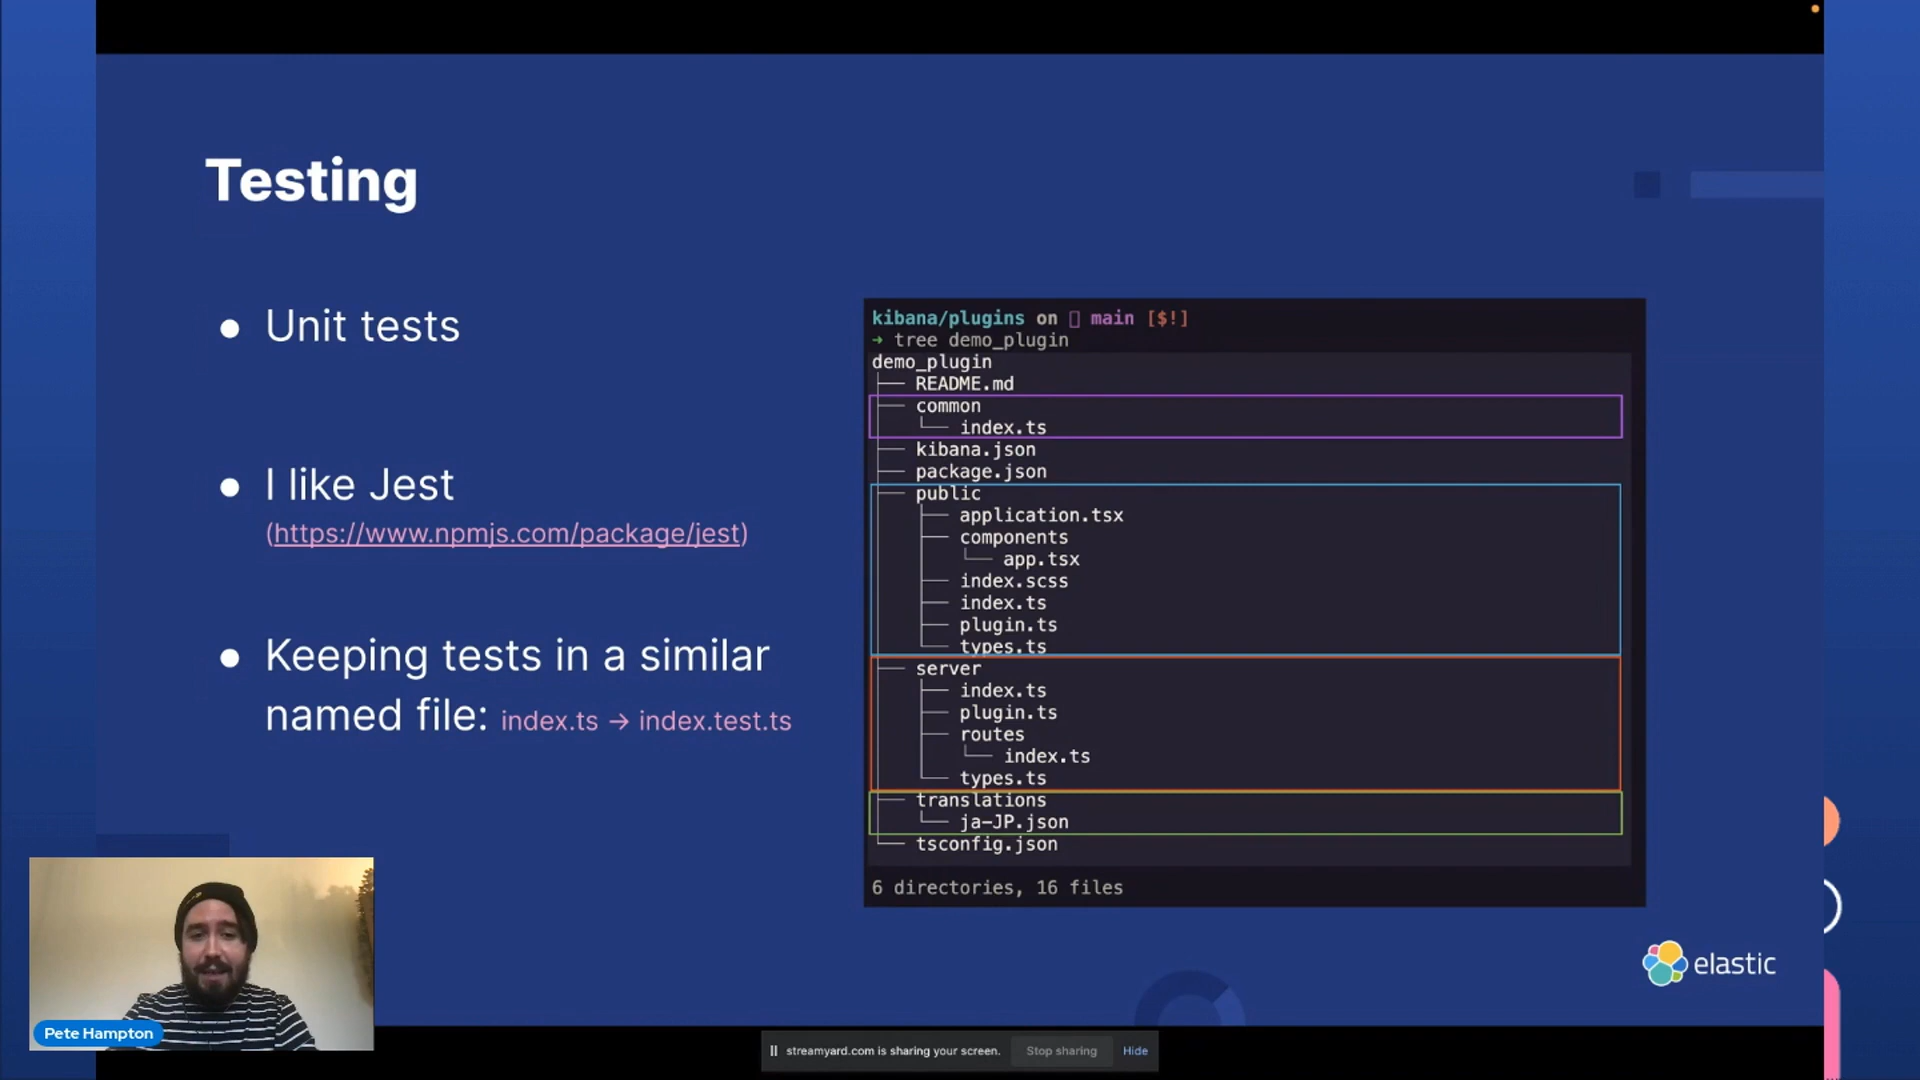 Testing
● Unit tests
● I like Jest
(https://www.npmjs.com/package/jest)
● Keeping tests in a similar
named file: index.ts → index.test.ts
kibana/plugins on main [$!]
➜ tree demo_plugin
demo_plugin
├── README.md
├── common
│   └── index.ts
├── kibana.json
├── package.json
├── public
│   ├── application.tsx
│   ├── components
│   │   └── app.tsx
│   ├── index.scss
│   ├── index.ts
│   ├── plugin.ts
│   └── types.ts
├── server
│   ├── index.ts
│   ├── plugin.ts
│   ├── routes
│   │   └── index.ts
│   └── types.ts
├── translations
│   └── ja-JP.json
└── tsconfig.json
6 directories, 16 files
elastic
Pete Hampton
streamyard.com is sharing your screen.
Stop sharing
Hide